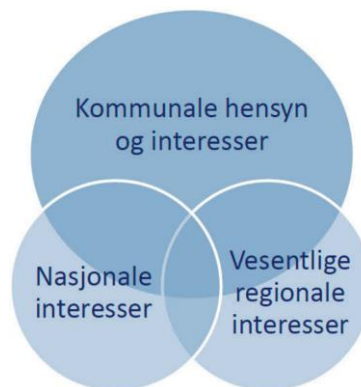 Kommunale hensyn
og interesser
Nasjonale
interesser
Vesentlige
regionale
interesser